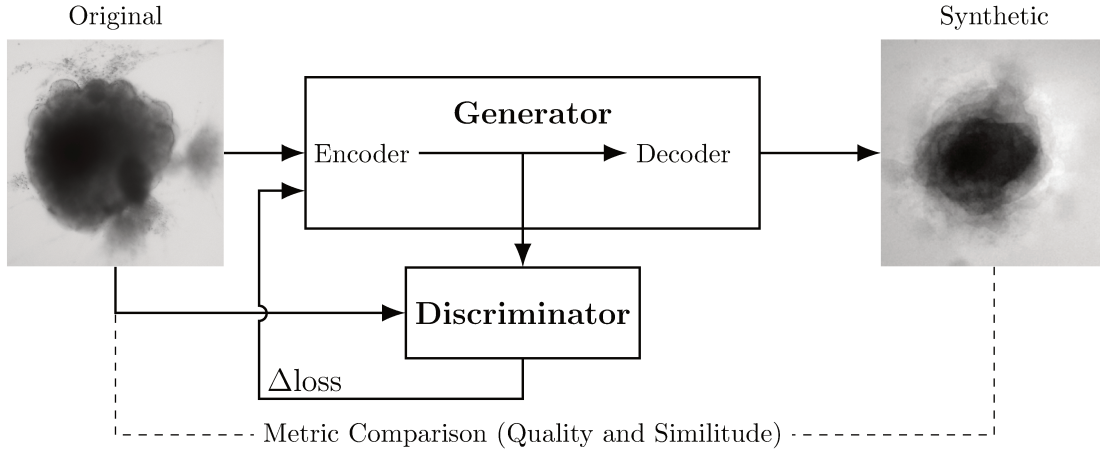 Original
Synthetic
Generator
Encoder
Decoder
Discriminator
Δloss
Metric Comparison (Quality and Similitude)